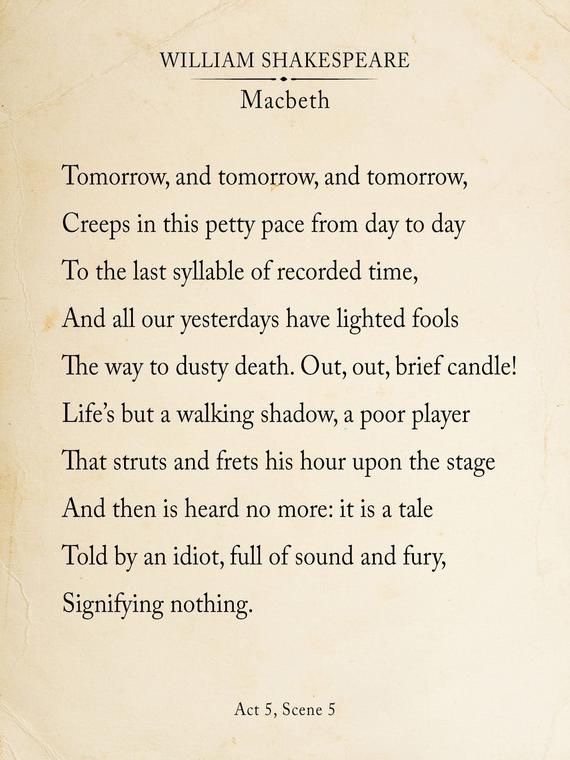 WILLIAM SHAKESPEARE
Macbeth
Tomorrow, and tomorrow, and tomorrow,
Creeps in this petty pace from day to day
To the last syllable of recorded time,
And all our yesterdays have lighted fools
The way to dusty death. Out, out, brief candle!
Life’s but a walking shadow, a poor player
That struts and frets his hour upon the stage
And then is heard no more: it is a tale
Told by an idiot, full of sound and fury,
Signifying nothing.
Act 5, Scene 5